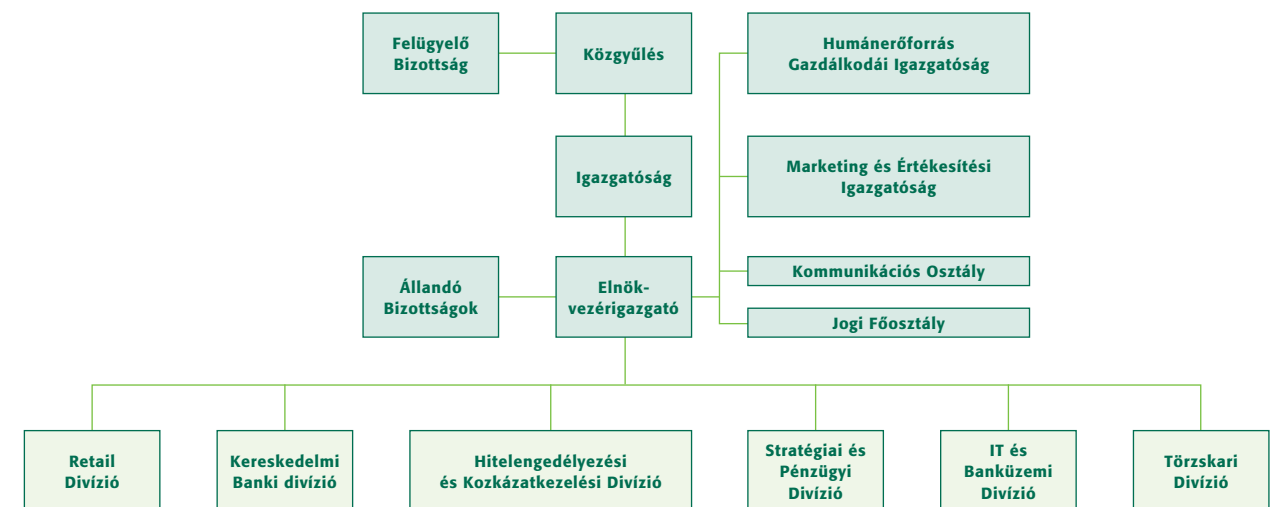 Felügyelő
Bizottság
Közgyűlés
Humánerőforrás
Gazdálkodái Igazgatóság
Igazgatóság
Marketing és Értékesítési
Igazgatóság
Állandó
Bizottságok
Elnök-
vezérigazgató
Kommunikációs Osztály
Jogi Főosztály
Retail
Divízió
Kereskedelmi
Banki divízió
Hitelengedélyezési
és Kozkázatkezelési Divízió
Stratégiai és
Pénzügyi
Divízió
IT és
Banküzemi
Divízió
Törzskari
Divízió